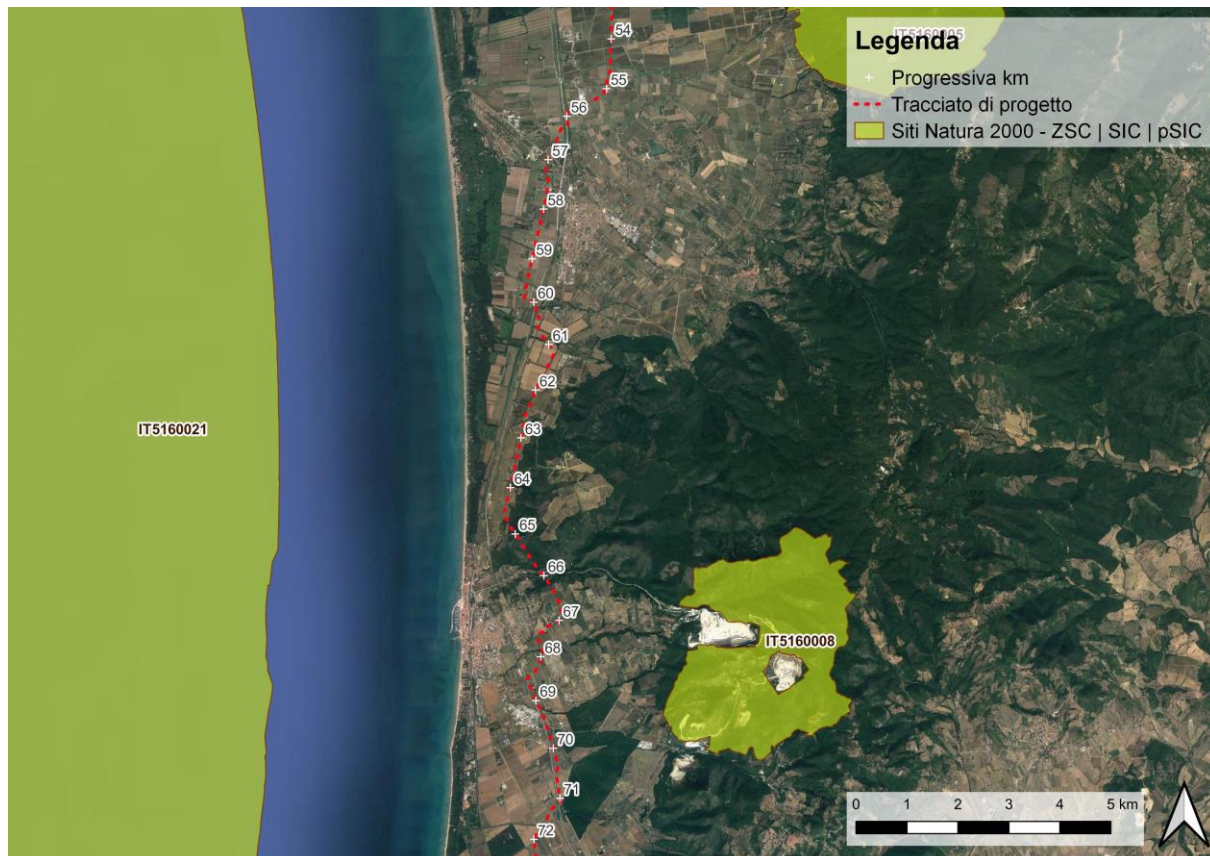 54
55
56
57
58
59
60
61
62
63
64
65
66
67
68
69
70
71
72
IT5160005
Legenda
Progressiva km
Tracciato di progetto
Siti Natura 2000 - ZSC | SIC | pSIC
IT5160021
IT5160008
0 1 2 3 4 5 km